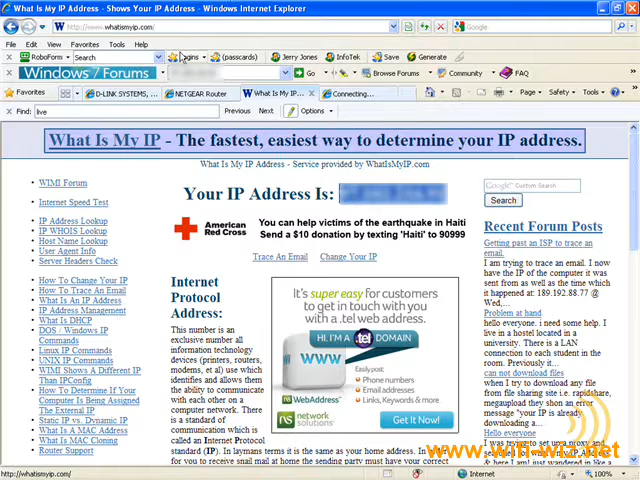 What Is My IP Address - Shows Your IP Address - Windows Internet Explorer
http://www.whatismyip.com/
Google
File Edit View Favorites Tools Help
RoboForm Search Logins (passcards) Jerry Jones InfoTek Save Generate
Windows 7 Forums Go Browse Forums Community FAQ
Favorites D-LINK SYSTEMS, ... NETGEAR Router What Is My IP... Connecting... Page Safety Tools
Find: live Previous Next Options
What Is My IP - The fastest, easiest way to determine your IP address.
What Is My IP Address - Service provided by WhatIsMyIP.com
WIMI Forum
Internet Speed Test
IP Address Lookup
IP WHOIS Lookup
Host Name Lookup
User Agent Info
Server Headers Check
How To Change Your IP
How To Trace An Email
What Is An IP Address
IP Address Management
What Is DHCP
DOS / Windows IP
Commands
Linux IP Commands
UNIX IP Commands
WIMI Shows A Different IP
Than IPConfig
How To Determine If Your
Computer Is Being Assigned
The External IP
Static IP vs. Dynamic IP
What Is A MAC Address
What Is MAC Cloning
Router Support
Your IP Address Is:
American
Red Cross
You can help victims of the earthquake in Haiti
Send a $10 donation by texting 'Haiti' to 90999
Trace An Email Change Your IP
Internet
Protocol
Address:
This number is an
exclusive number all
information technology
devices (printers, routers,
modems, et al) use which
identifies and allows them
the ability to communicate
with each other on a
computer network. There
is a standard of
communication which is
called an Internet Protocol
standard (IP). In laymans terms it is the same as your home address. In order
for you to receive snail mail at home the sending party must have your correct
It's super easy for customers
to get in touch with you
with a .tel web address.
HI, I'M A .tel DOMAIN
www
Easily post:
Phone numbers
Email addresses
Links, Keywords & more
WebAddress
network
solutions
Get It Now!
Google Custom Search
Search
Recent Forum Posts
Getting past an ISP to trace an
email.
I am trying to trace an email. I now
have the IP of the computer it was
sent from as well as the time which
it happened at: 189.192.88.77 @
Wed,...
Problem at hand
hello everyone. i need some help. I
live in a hostel located in a
university. There is a LAN
connection to each student in the
room. Previously it...
can not download files
when I try to download any files
from file sharing site i.e. rapidshare,
megaupload they shon an error
message "your IP is already
downloading a...
Hello everyone
www.wifiwiz.net
http://whatismyip.com/ Internet 100%